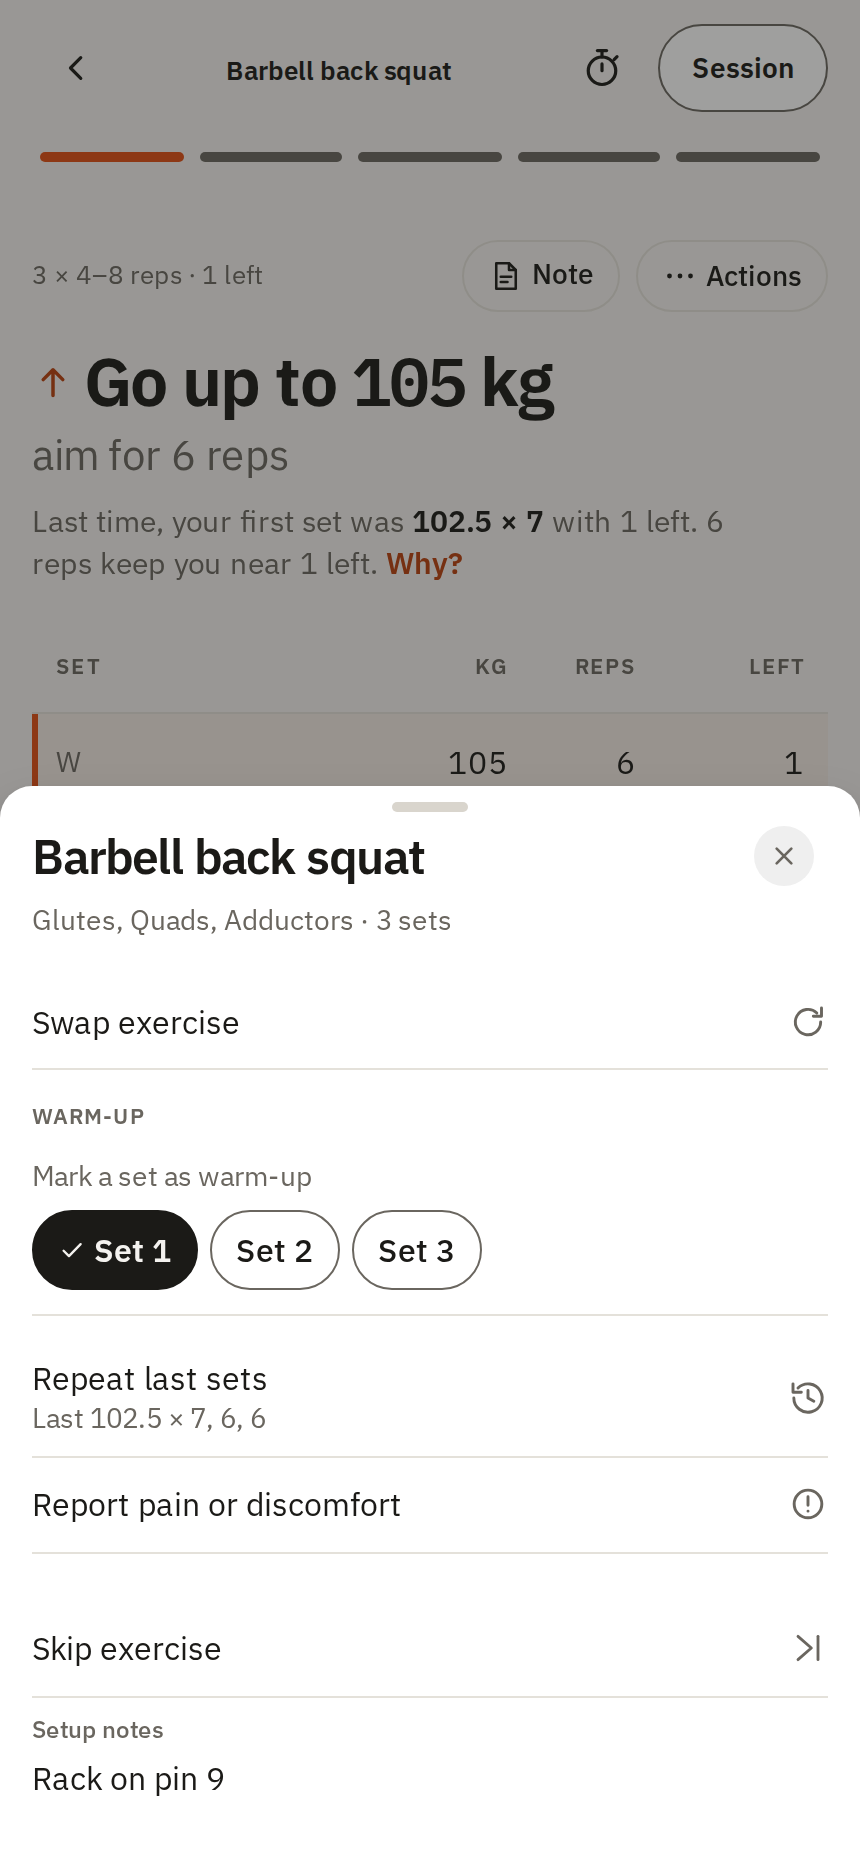 Barbell back squat
Session
3 × 4–8 reps · 1 left
Note
Actions
Go up to 105 kg
aim for 6 reps
Last time, your first set was 102.5 × 7 with 1 left. 6
reps keep you near 1 left. Why?
SET KG REPS LEFT
W 105 6 1
Barbell back squat
Glutes, Quads, Adductors · 3 sets
Swap exercise
WARM-UP
Mark a set as warm-up
Set 1 Set 2 Set 3
Repeat last sets
Last 102.5 × 7, 6, 6
Report pain or discomfort
Skip exercise
Setup notes
Rack on pin 9